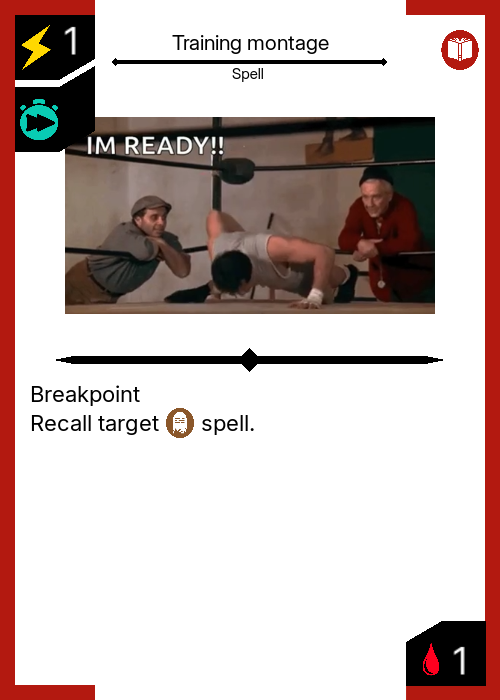 1
Training montage
Spell
IM READY!!
Breakpoint
Recall target spell.
1